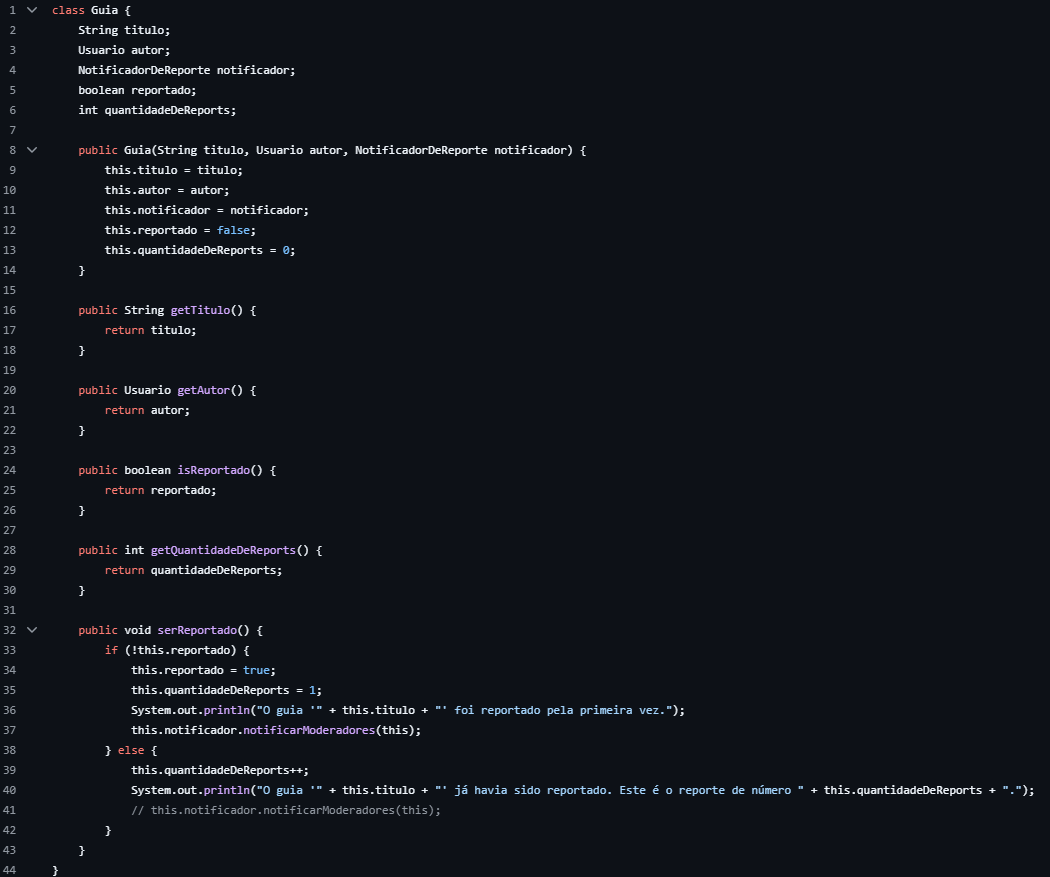 1 class Guia {
2     String titulo;
3     Usuario autor;
4     NotificadorDeReporte notificador;
5     boolean reportado;
6     int quantidadeDeReports;
7
8     public Guia(String titulo, Usuario autor, NotificadorDeReporte notificador) {
9         this.titulo = titulo;
10         this.autor = autor;
11         this.notificador = notificador;
12         this.reportado = false;
13         this.quantidadeDeReports = 0;
14     }
15
16     public String getTitulo() {
17         return titulo;
18     }
19
20     public Usuario getAutor() {
21         return autor;
22     }
23
24     public boolean isReportado() {
25         return reportado;
26     }
27
28     public int getQuantidadeDeReports() {
29         return quantidadeDeReports;
30     }
31
32     public void serReportado() {
33         if (!this.reportado) {
34             this.reportado = true;
35             this.quantidadeDeReports = 1;
36             System.out.println("O guia '" + this.titulo + "' foi reportado pela primeira vez.");
37             this.notificador.notificarModeradores(this);
38         } else {
39             this.quantidadeDeReports++;
40             System.out.println("O guia '" + this.titulo + "' já havia sido reportado. Este é o reporte de número " + this.quantidadeDeReports + ".");
41             // this.notificador.notificarModeradores(this);
42         }
43     }
44 }